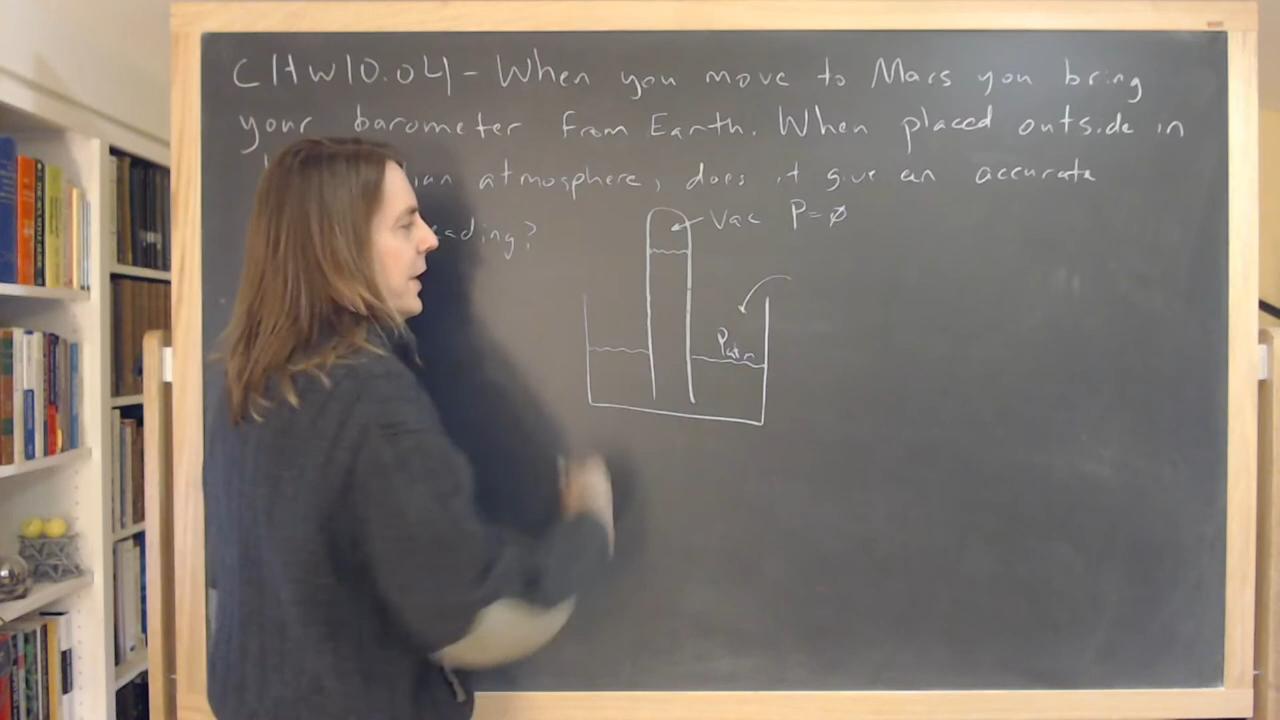 CHW10.04 - When you move to Mars you bring
your barometer from Earth. When placed outside in
atmosphere, does it give an accurate
Vac P=∅
eading?
Patm